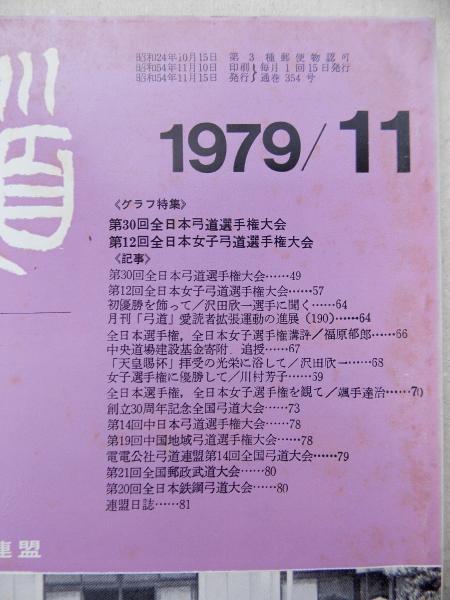 昭和24年10月15日 第3種郵便物認可
昭和54年11月10日 印刷 毎月1回15日発行
昭和54年11月15日 発行 通巻354号
道
1979/11
《グラフ特集》
第30回全日本弓道選手権大会
第12回全日本女子弓道選手権大会
《記事》
第30回全日本弓道選手権大会……49
第12回全日本女子弓道選手権大会……57
初優勝を飾って/沢田欣一選手に聞く……64
月刊「弓道」愛読者拡張運動の進展(190)……64
全日本選手権,全日本女子選手権講評/福原郁郎……66
中央道場建設基金寄附 追授……67
「天皇賜杯」拝受の光栄に浴して/沢田欣一……68
女子選手権に優勝して/川村芳子……59
全日本選手権,全日本女子選手権を観て/颯手達治……70
創立30周年記念全国弓道大会……73
第14回中日本弓道選手権大会……78
第19回中国地域弓道選手権大会……78
電電公社弓道連盟第14回全国弓道大会……79
第21回全国郵政武道大会……80
第20回全日本鉄鋼弓道大会……80
連盟日誌……81
連盟